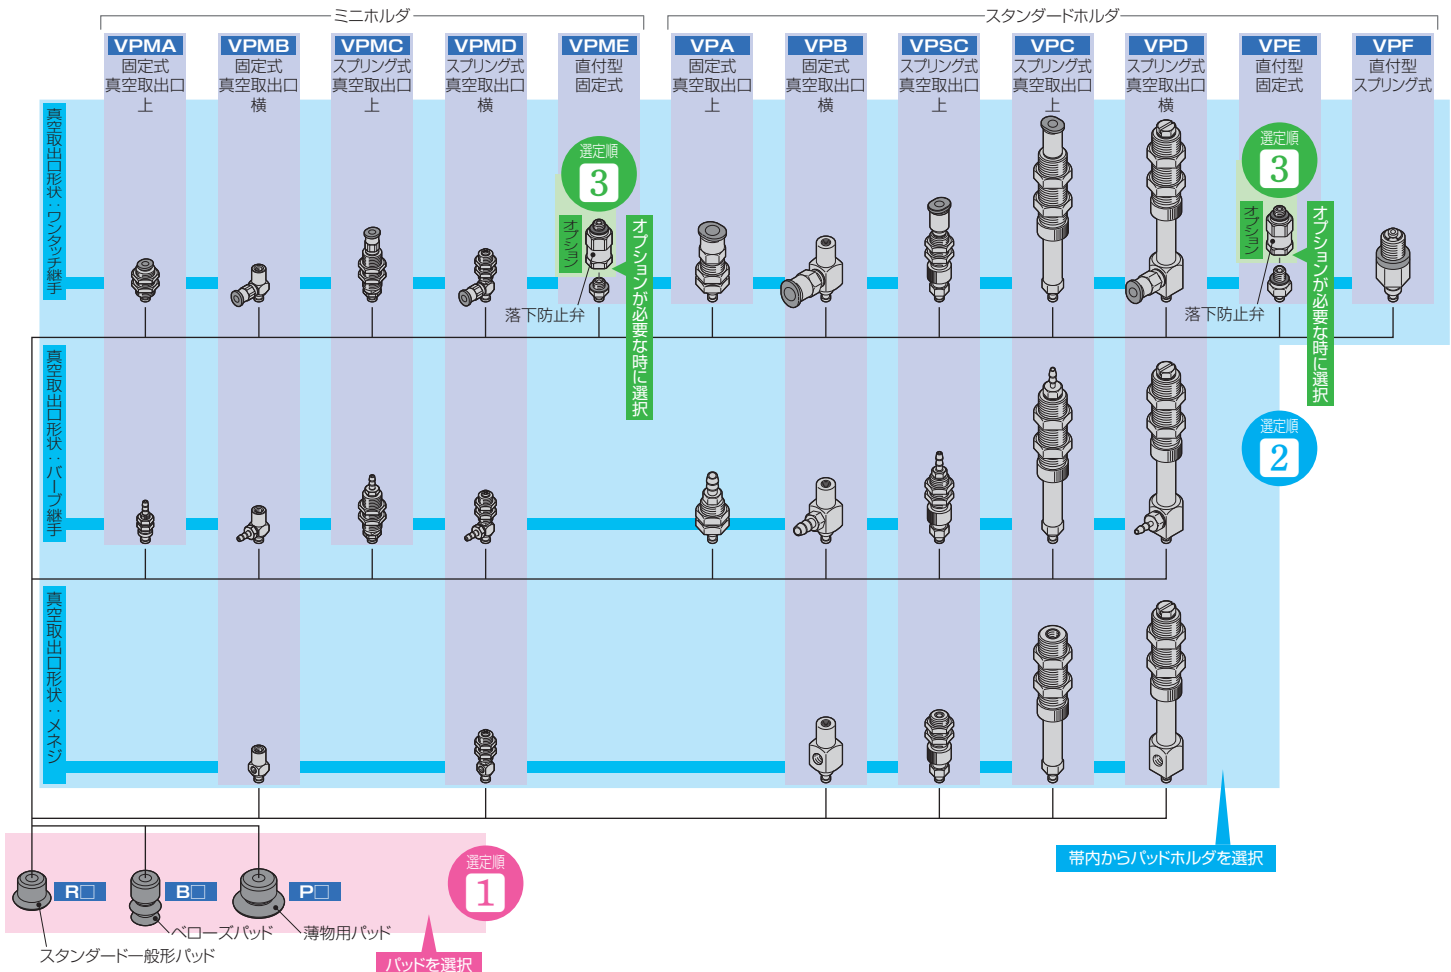 ミニホルダ
スタンダードホルダ
VPMA
固定式
真空取出口
上
VPMB
固定式
真空取出口
横
VPMC
スプリング式
真空取出口
上
VPMD
スプリング式
真空取出口
横
VPME
直付型
固定式
VPA
固定式
真空取出口
上
VPB
固定式
真空取出口
横
VPSC
スプリング式
真空取出口
上
VPC
スプリング式
真空取出口
上
VPD
スプリング式
真空取出口
横
VPE
直付型
固定式
VPF
直付型
スプリング式
真空取出口形状:ワンタッチ継手
選定順
3
オプション
落下防止弁
オプションが必要な時に選択
選定順
3
オプション
落下防止弁
オプションが必要な時に選択
真空取出口形状:バーブ継手
選定順
2
真空取出口形状:メネジ
帯内からパッドホルダを選択
選定順
1
R□
B□
P□
ベローズパッド
薄物用パッド
スタンダード一般形パッド
パッドを選択